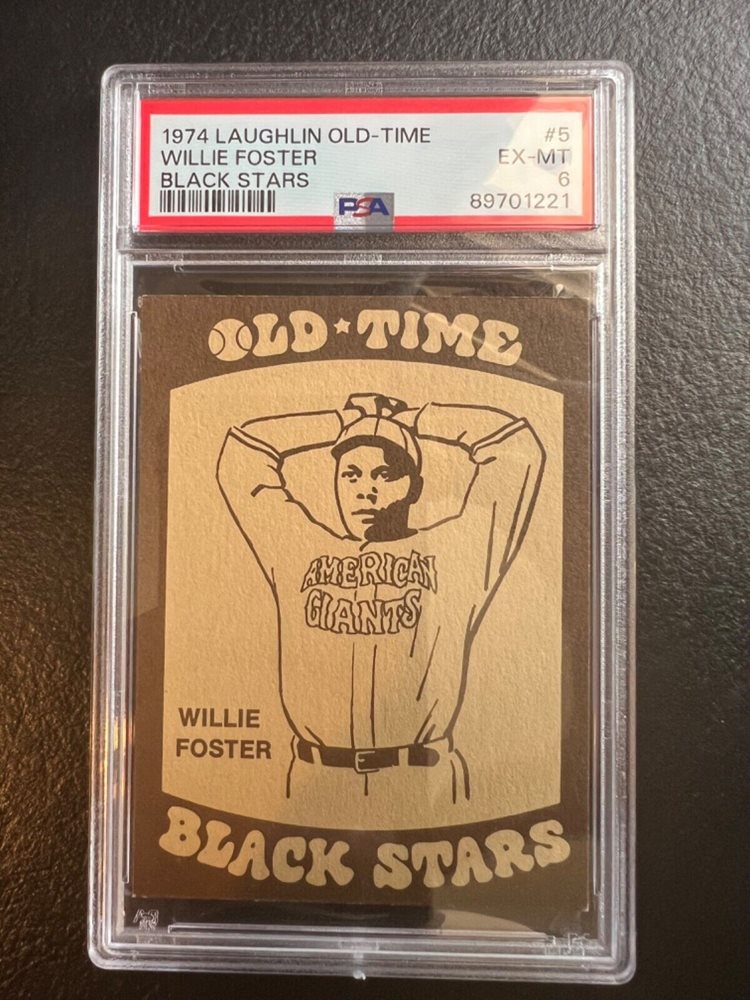 1974 LAUGHLIN OLD-TIME #5
WILLIE FOSTER EX-MT
BLACK STARS 6
PSA 89701221
OLD★TIME
AMERICAN
GIANTS
WILLIE
FOSTER
BLACK STARS